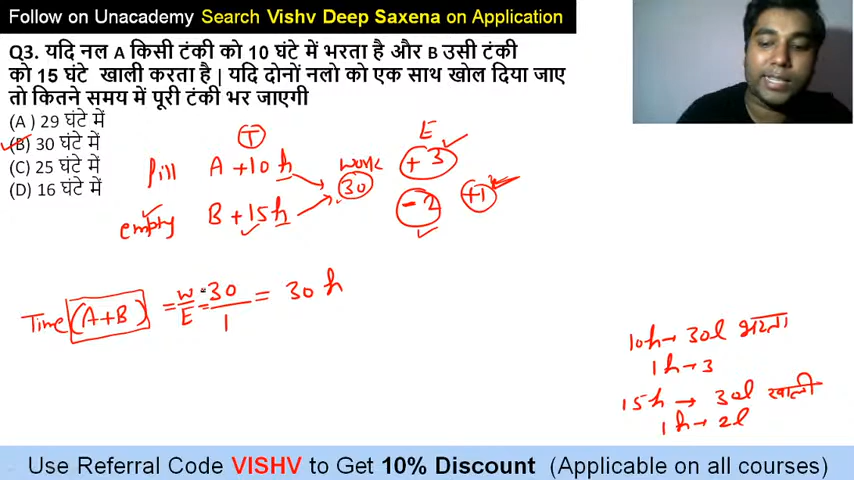 Follow on Unacademy Search Vishv Deep Saxena on Application
Q3. यदि नल A किसी टंकी को 10 घंटे में भरता है और B उसी टंकी
को 15 घंटे खाली करता है | यदि दोनों नलो को एक साथ खोल दिया जाए
तो कितने समय में पूरी टंकी भर जाएगी
(A ) 29 घंटे में
(B) 30 घंटे में
(C) 25 घंटे में
(D) 16 घंटे में
T E
fill A + 10 h work 30 + 3
empty B + 15 h - 2 +1
Time (A+B) = W/E = 30/1 = 30 h
10h → 30l भरता
1h → 3
15h → 30l खाली
1h → 2l
Use Referral Code VISHV to Get 10% Discount (Applicable on all courses)